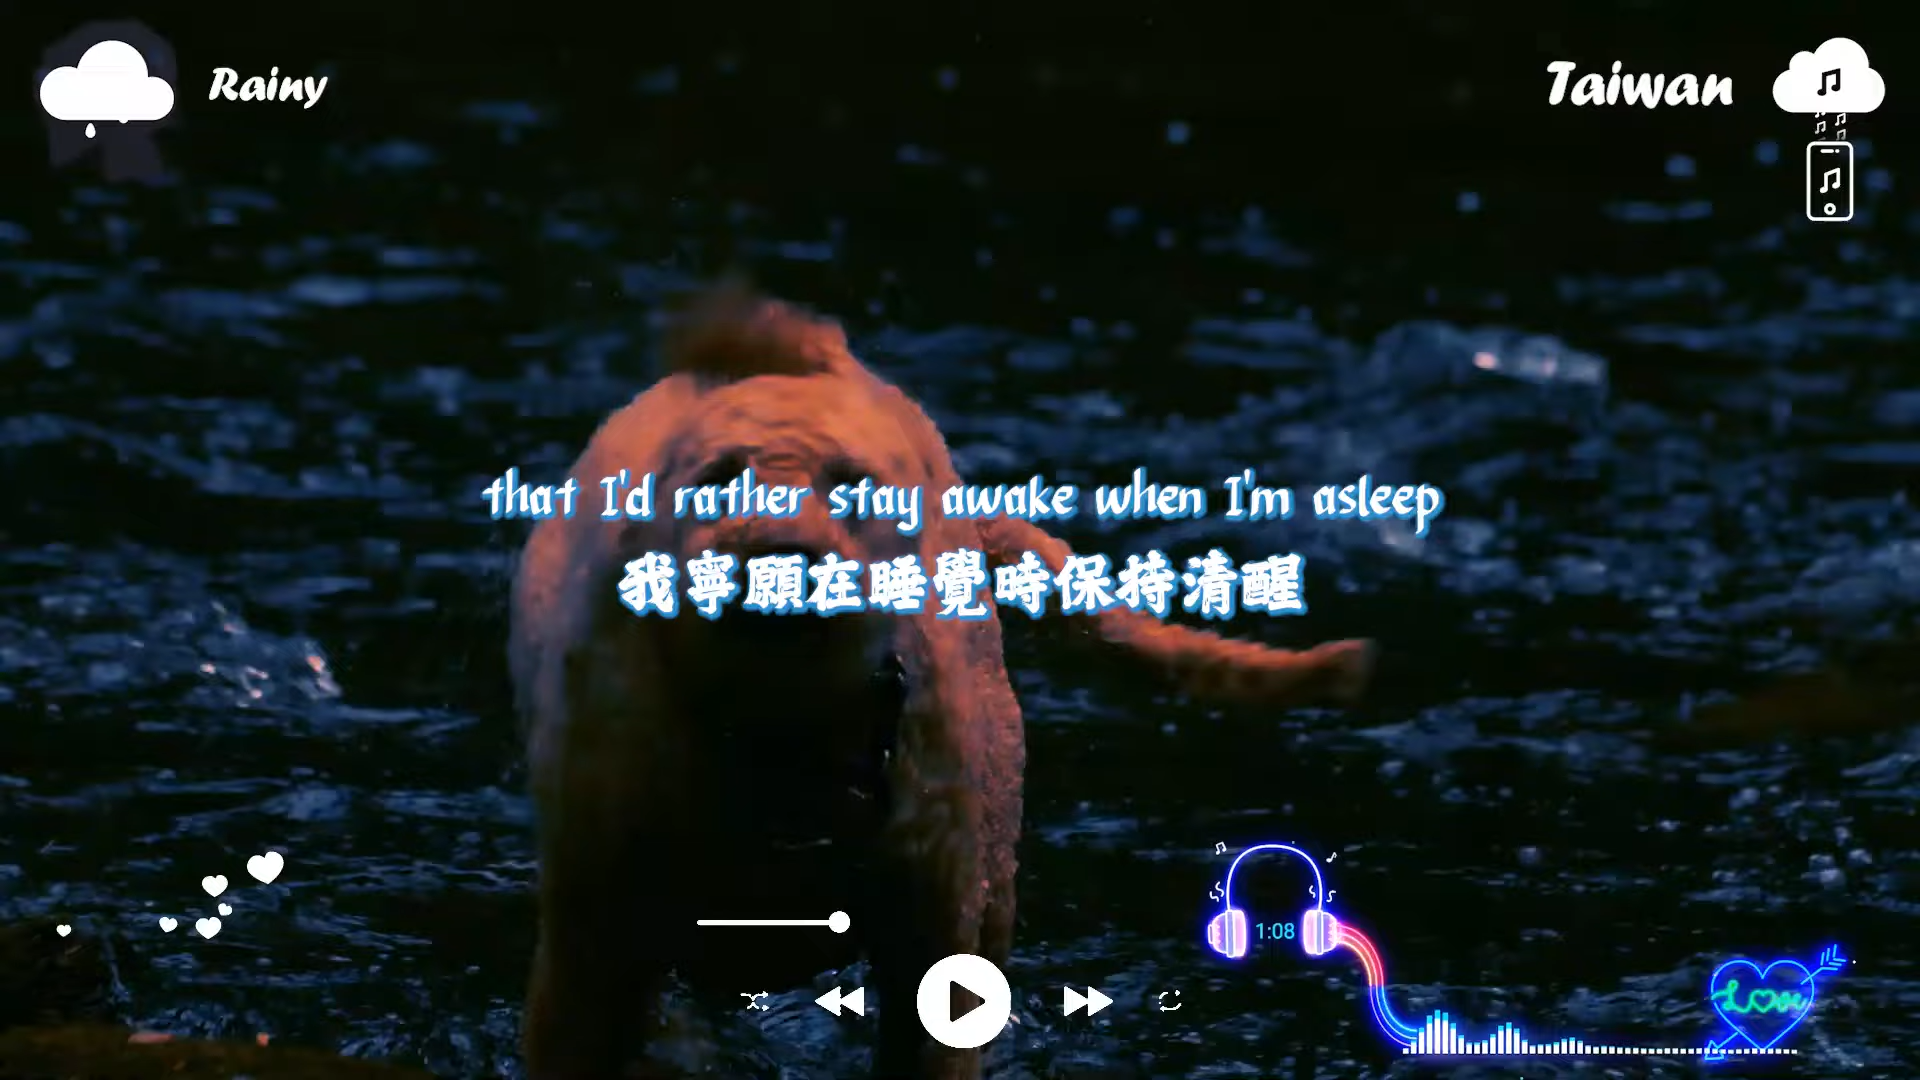 Rainy
Taiwan
that I'd rather stay awake when I'm asleep
我寧願在睡覺時保持清醒
1:08
Love